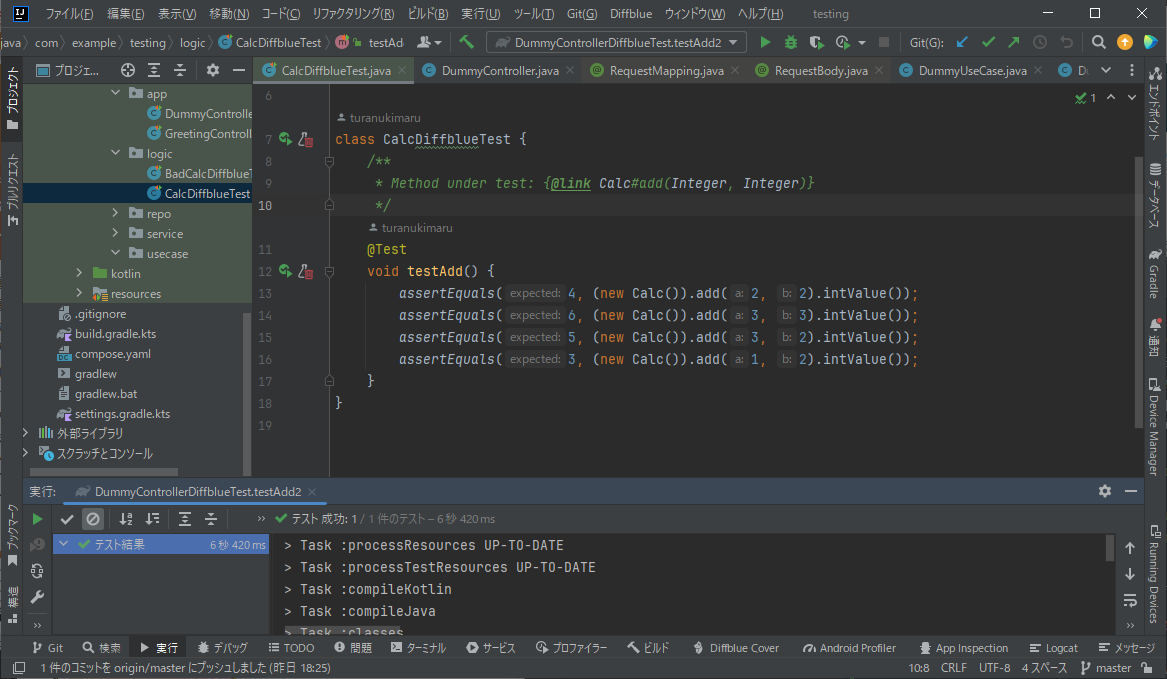 ファイル(F) 編集(E) 表示(V) 移動(N) コード(C) リファクタリング(R) ビルド(B) 実行(U) ツール(T) Git(G) Diffblue ウィンドウ(W) ヘルプ(H) testing
java com example testing logic CalcDiffblueTest testAd DummyControllerDiffblueTest.testAdd2 Git(G):
プロジェ... CalcDiffblueTest.java DummyController.java RequestMapping.java RequestBody.java DummyUseCase.java
プロジェクト
プルリクエスト
ブックマーク
構造
app
DummyControlle
GreetingControll
logic
BadCalcDiffblueT
CalcDiffblueTest
repo
service
usecase
kotlin
resources
.gitignore
build.gradle.kts
compose.yaml
gradlew
gradlew.bat
settings.gradle.kts
外部ライブラリ
スクラッチとコンソール
6
1
turanukimaru
7 class CalcDiffblueTest {
8 /**
9 * Method under test: {@link Calc#add(Integer, Integer)}
10 */
turanukimaru
11 @Test
12 void testAdd() {
13 assertEquals( expected: 4, (new Calc()).add( a: 2, b: 2).intValue());
14 assertEquals( expected: 6, (new Calc()).add( a: 3, b: 3).intValue());
15 assertEquals( expected: 5, (new Calc()).add( a: 3, b: 2).intValue());
16 assertEquals( expected: 3, (new Calc()).add( a: 1, b: 2).intValue());
17 }
18 }
19
エンドポイント
データベース
Gradle
通知
Device Manager
Running Devices
実行: DummyControllerDiffblueTest.testAdd2
テスト 成功: 1 / 1 件のテスト – 6 秒 420 ms
テスト結果 6 秒 420 ms
> Task :processResources UP-TO-DATE
> Task :processTestResources UP-TO-DATE
> Task :compileKotlin
> Task :compileJava
> Task :classes
Git 検索 実行 デバッグ TODO 問題 ターミナル サービス プロファイラー ビルド Diffblue Cover Android Profiler App Inspection Logcat メッセージ
1 件のコミットを origin/master にプッシュしました (昨日 18:25) 10:8 CRLF UTF-8 4 スペース master